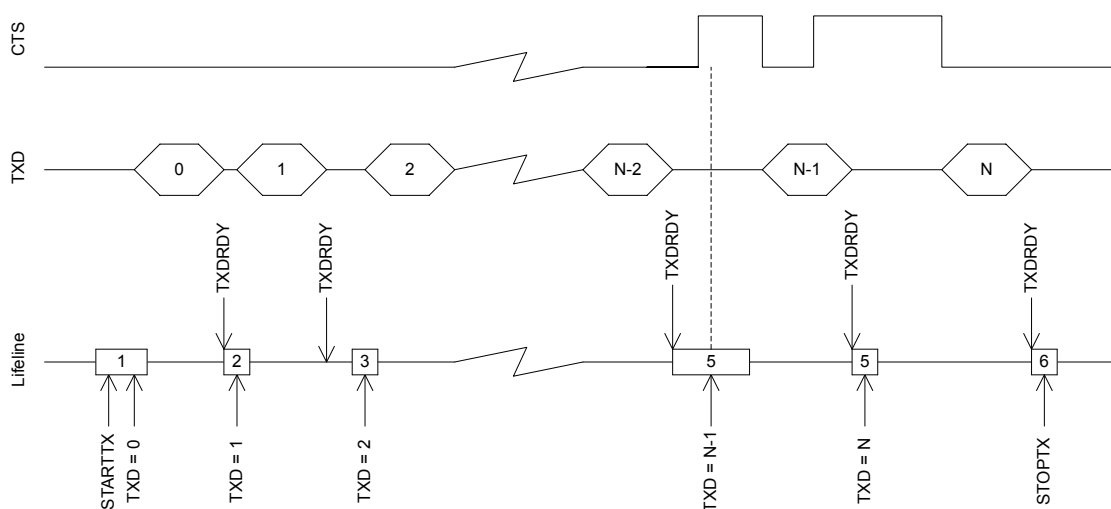 CTS
TXD
0
1
2
N-2
N-1
N
TXDRDY
TXDRDY
TXDRDY
TXDRDY
TXDRDY
Lifeline
1
2
3
5
5
6
STARTTX
TXD = 0
TXD = 1
TXD = 2
TXD = N-1
TXD = N
STOPTX